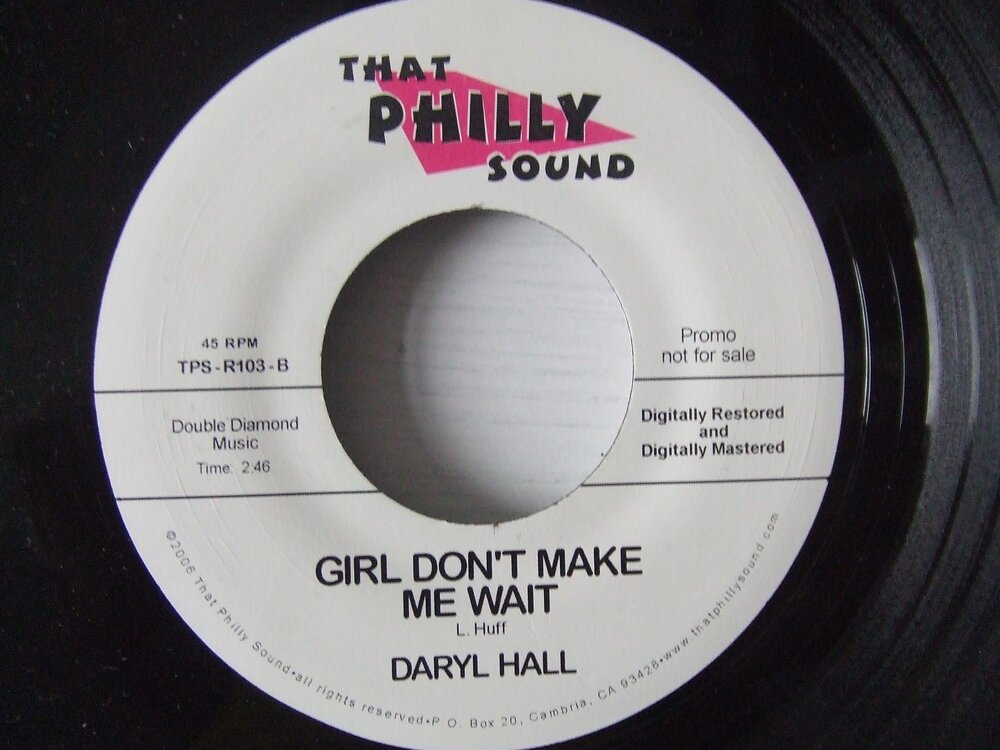 THAT
PHILLY
SOUND
45 RPM
TPS-R103-B
Promo
not for sale
Double Diamond
Music
Time: 2:46
Digitally Restored
and
Digitally Mastered
GIRL DON'T MAKE
ME WAIT
L. Huff
DARYL HALL
©2006 That Philly Sound•all rights reserved•P.O. Box 20, Cambria, CA 93428•www.thatphillysound.com